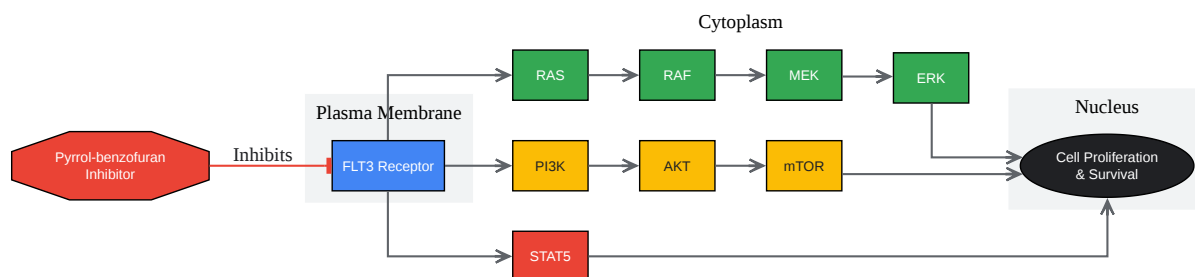 Cytoplasm
RAS
RAF
MEK
ERK
Plasma Membrane
Nucleus
Pyrrol-benzofuran
Inhibitor
Inhibits
FLT3 Receptor
PI3K
AKT
mTOR
Cell Proliferation
& Survival
STAT5